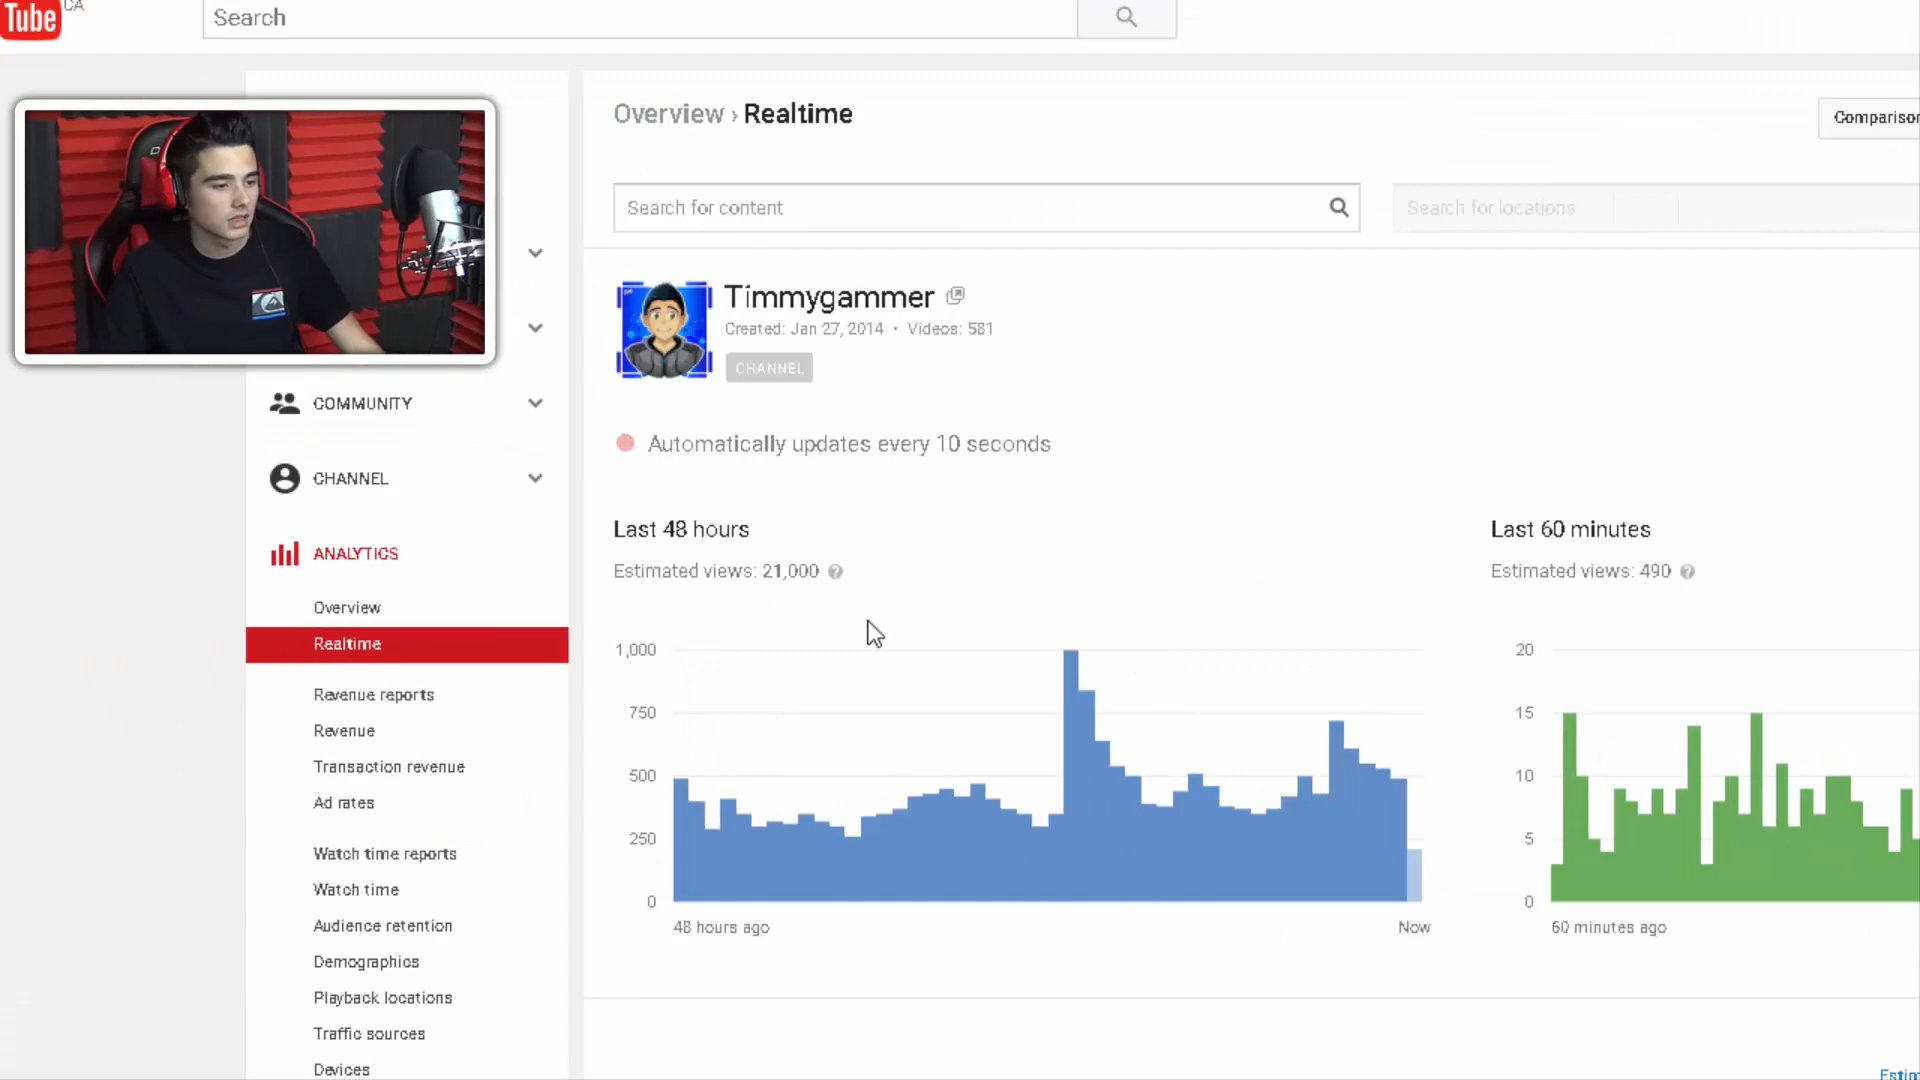 Tube
CA
Search
Overview › Realtime
Comparison
Search for content
Search for locations
Timmygammer
Created: Jan 27, 2014 • Videos: 581
CHANNEL
COMMUNITY
CHANNEL
ANALYTICS
Overview
Realtime
Revenue reports
Revenue
Transaction revenue
Ad rates
Watch time reports
Watch time
Audience retention
Demographics
Playback locations
Traffic sources
Devices
Automatically updates every 10 seconds
Last 48 hours
Estimated views: 21,000
1,000
750
500
250
0
48 hours ago
Now
Last 60 minutes
Estimated views: 490
20
15
10
5
0
60 minutes ago
Estim